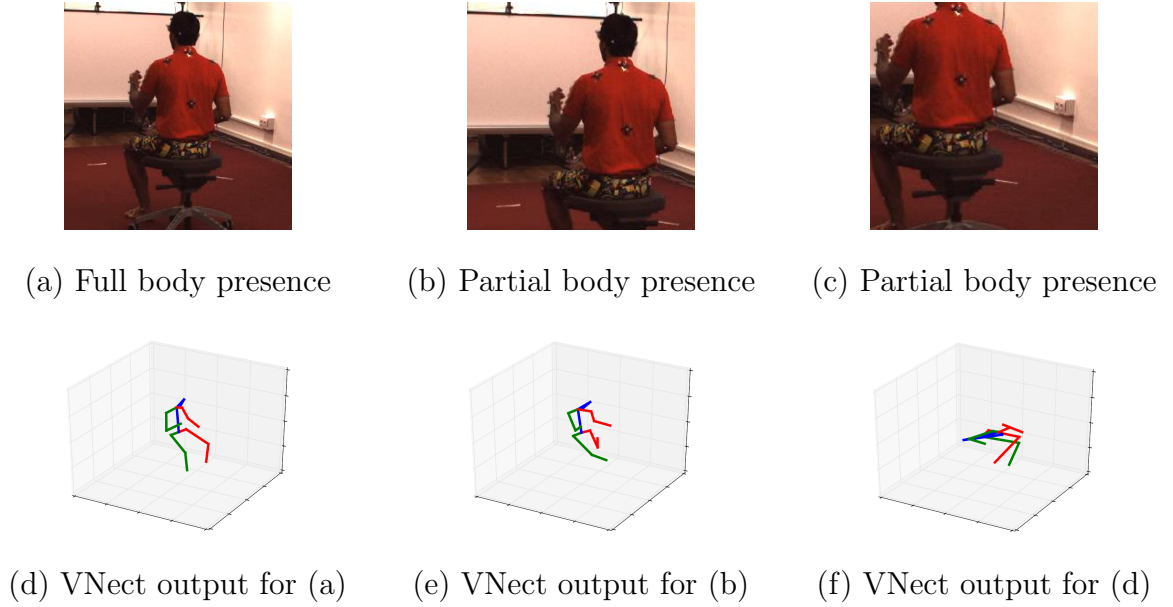 (a) Full body presence
(b) Partial body presence
(c) Partial body presence
(d) VNect output for (a)
(e) VNect output for (b)
(f) VNect output for (d)